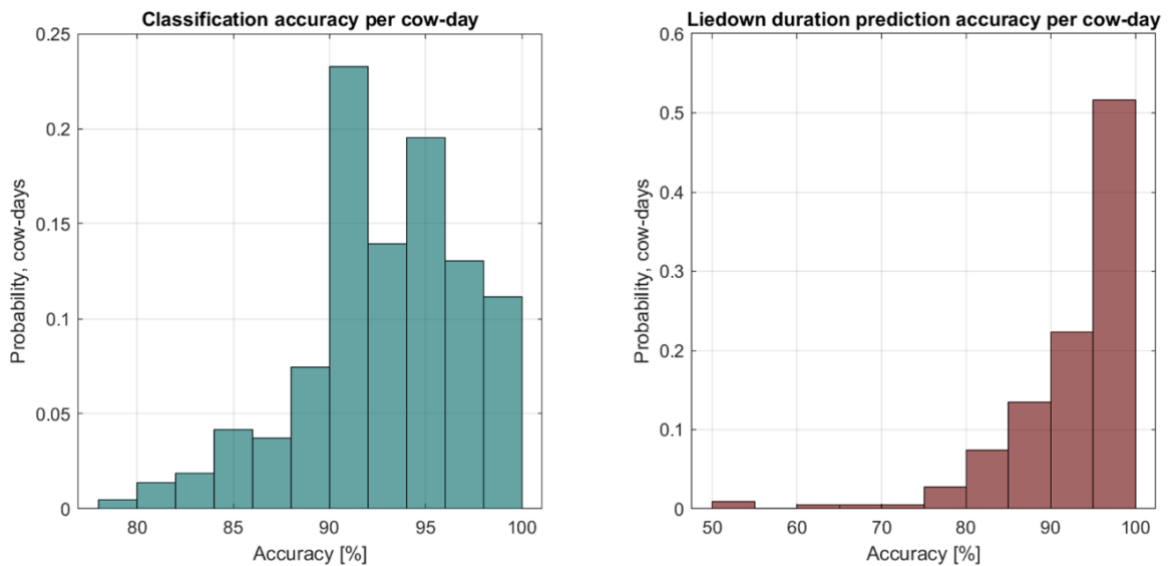 Classification accuracy per cow-day
0.25
0.2
0.15
0.1
0.05
0
Probability, cow-days
80 85 90 95 100
Accuracy [%]
Liedown duration prediction accuracy per cow-day
0.6
0.5
0.4
0.3
0.2
0.1
0
Probability, cow-days
50 60 70 80 90 100
Accuracy [%]